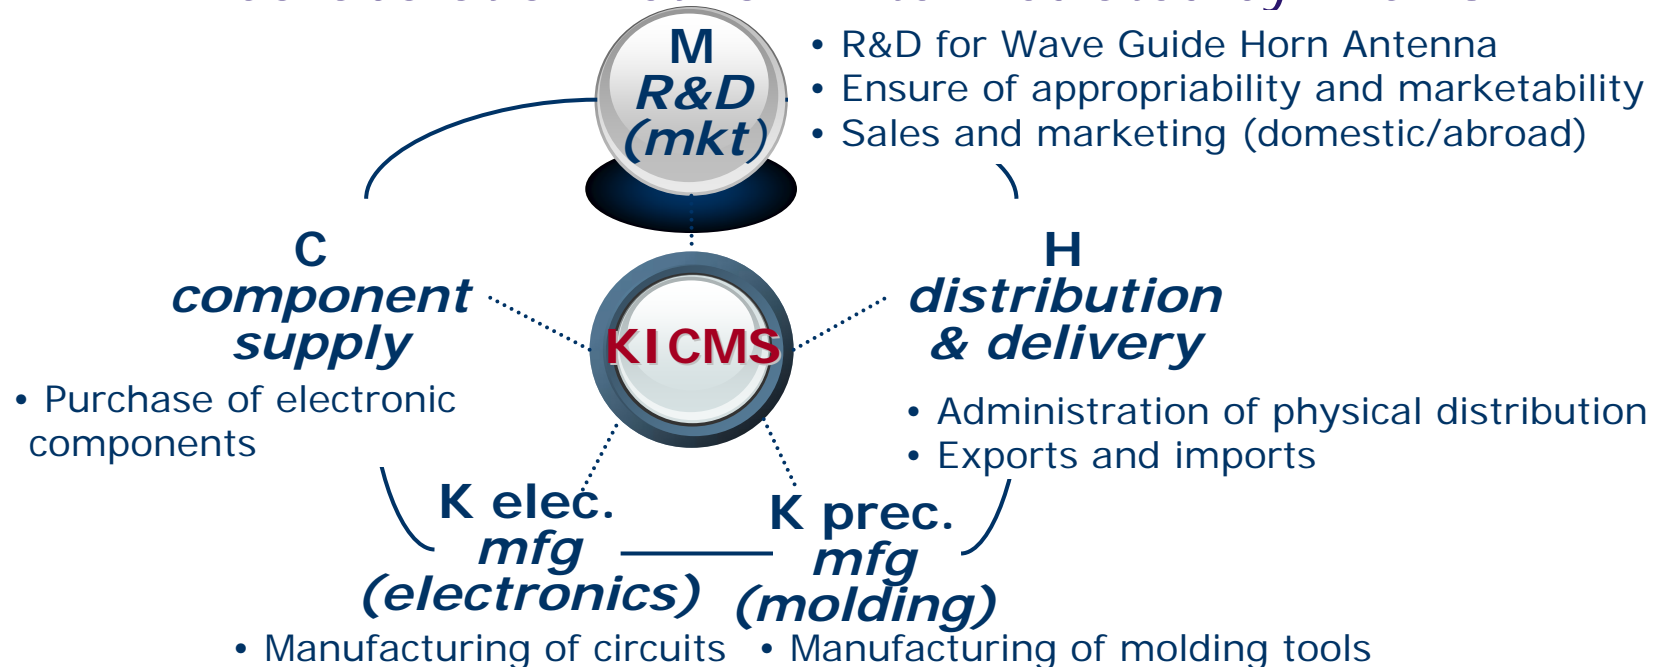 M
R&D
(mkt)
• R&D for Wave Guide Horn Antenna
• Ensure of appropriability and marketability
• Sales and marketing (domestic/abroad)
C
component
supply
• Purchase of electronic
components
KICMS
H
distribution
& delivery
• Administration of physical distribution
• Exports and imports
K elec.
mfg
(electronics)
• Manufacturing of circuits
K prec.
mfg
(molding)
• Manufacturing of molding tools